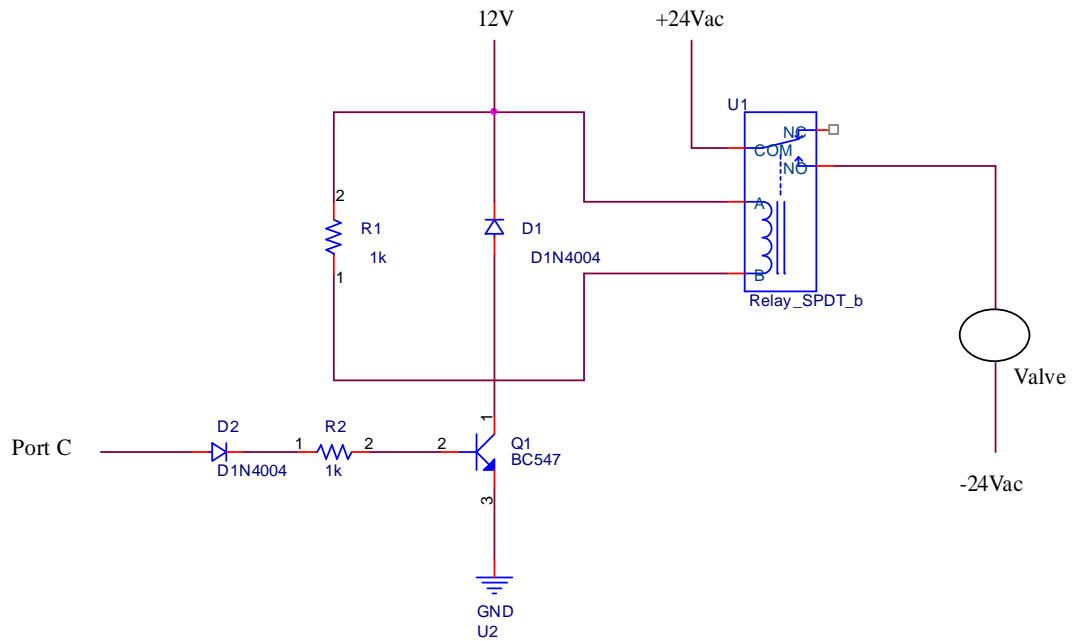 12V
+24Vac
U1
NC
COM
NO
2
R1
1k
1
D1
D1N4004
A
B
Relay_SPDT_b
Valve
-24Vac
Port C
D2
D1N4004
1
R2
2
1k
2
1
Q1
BC547
3
GND
U2